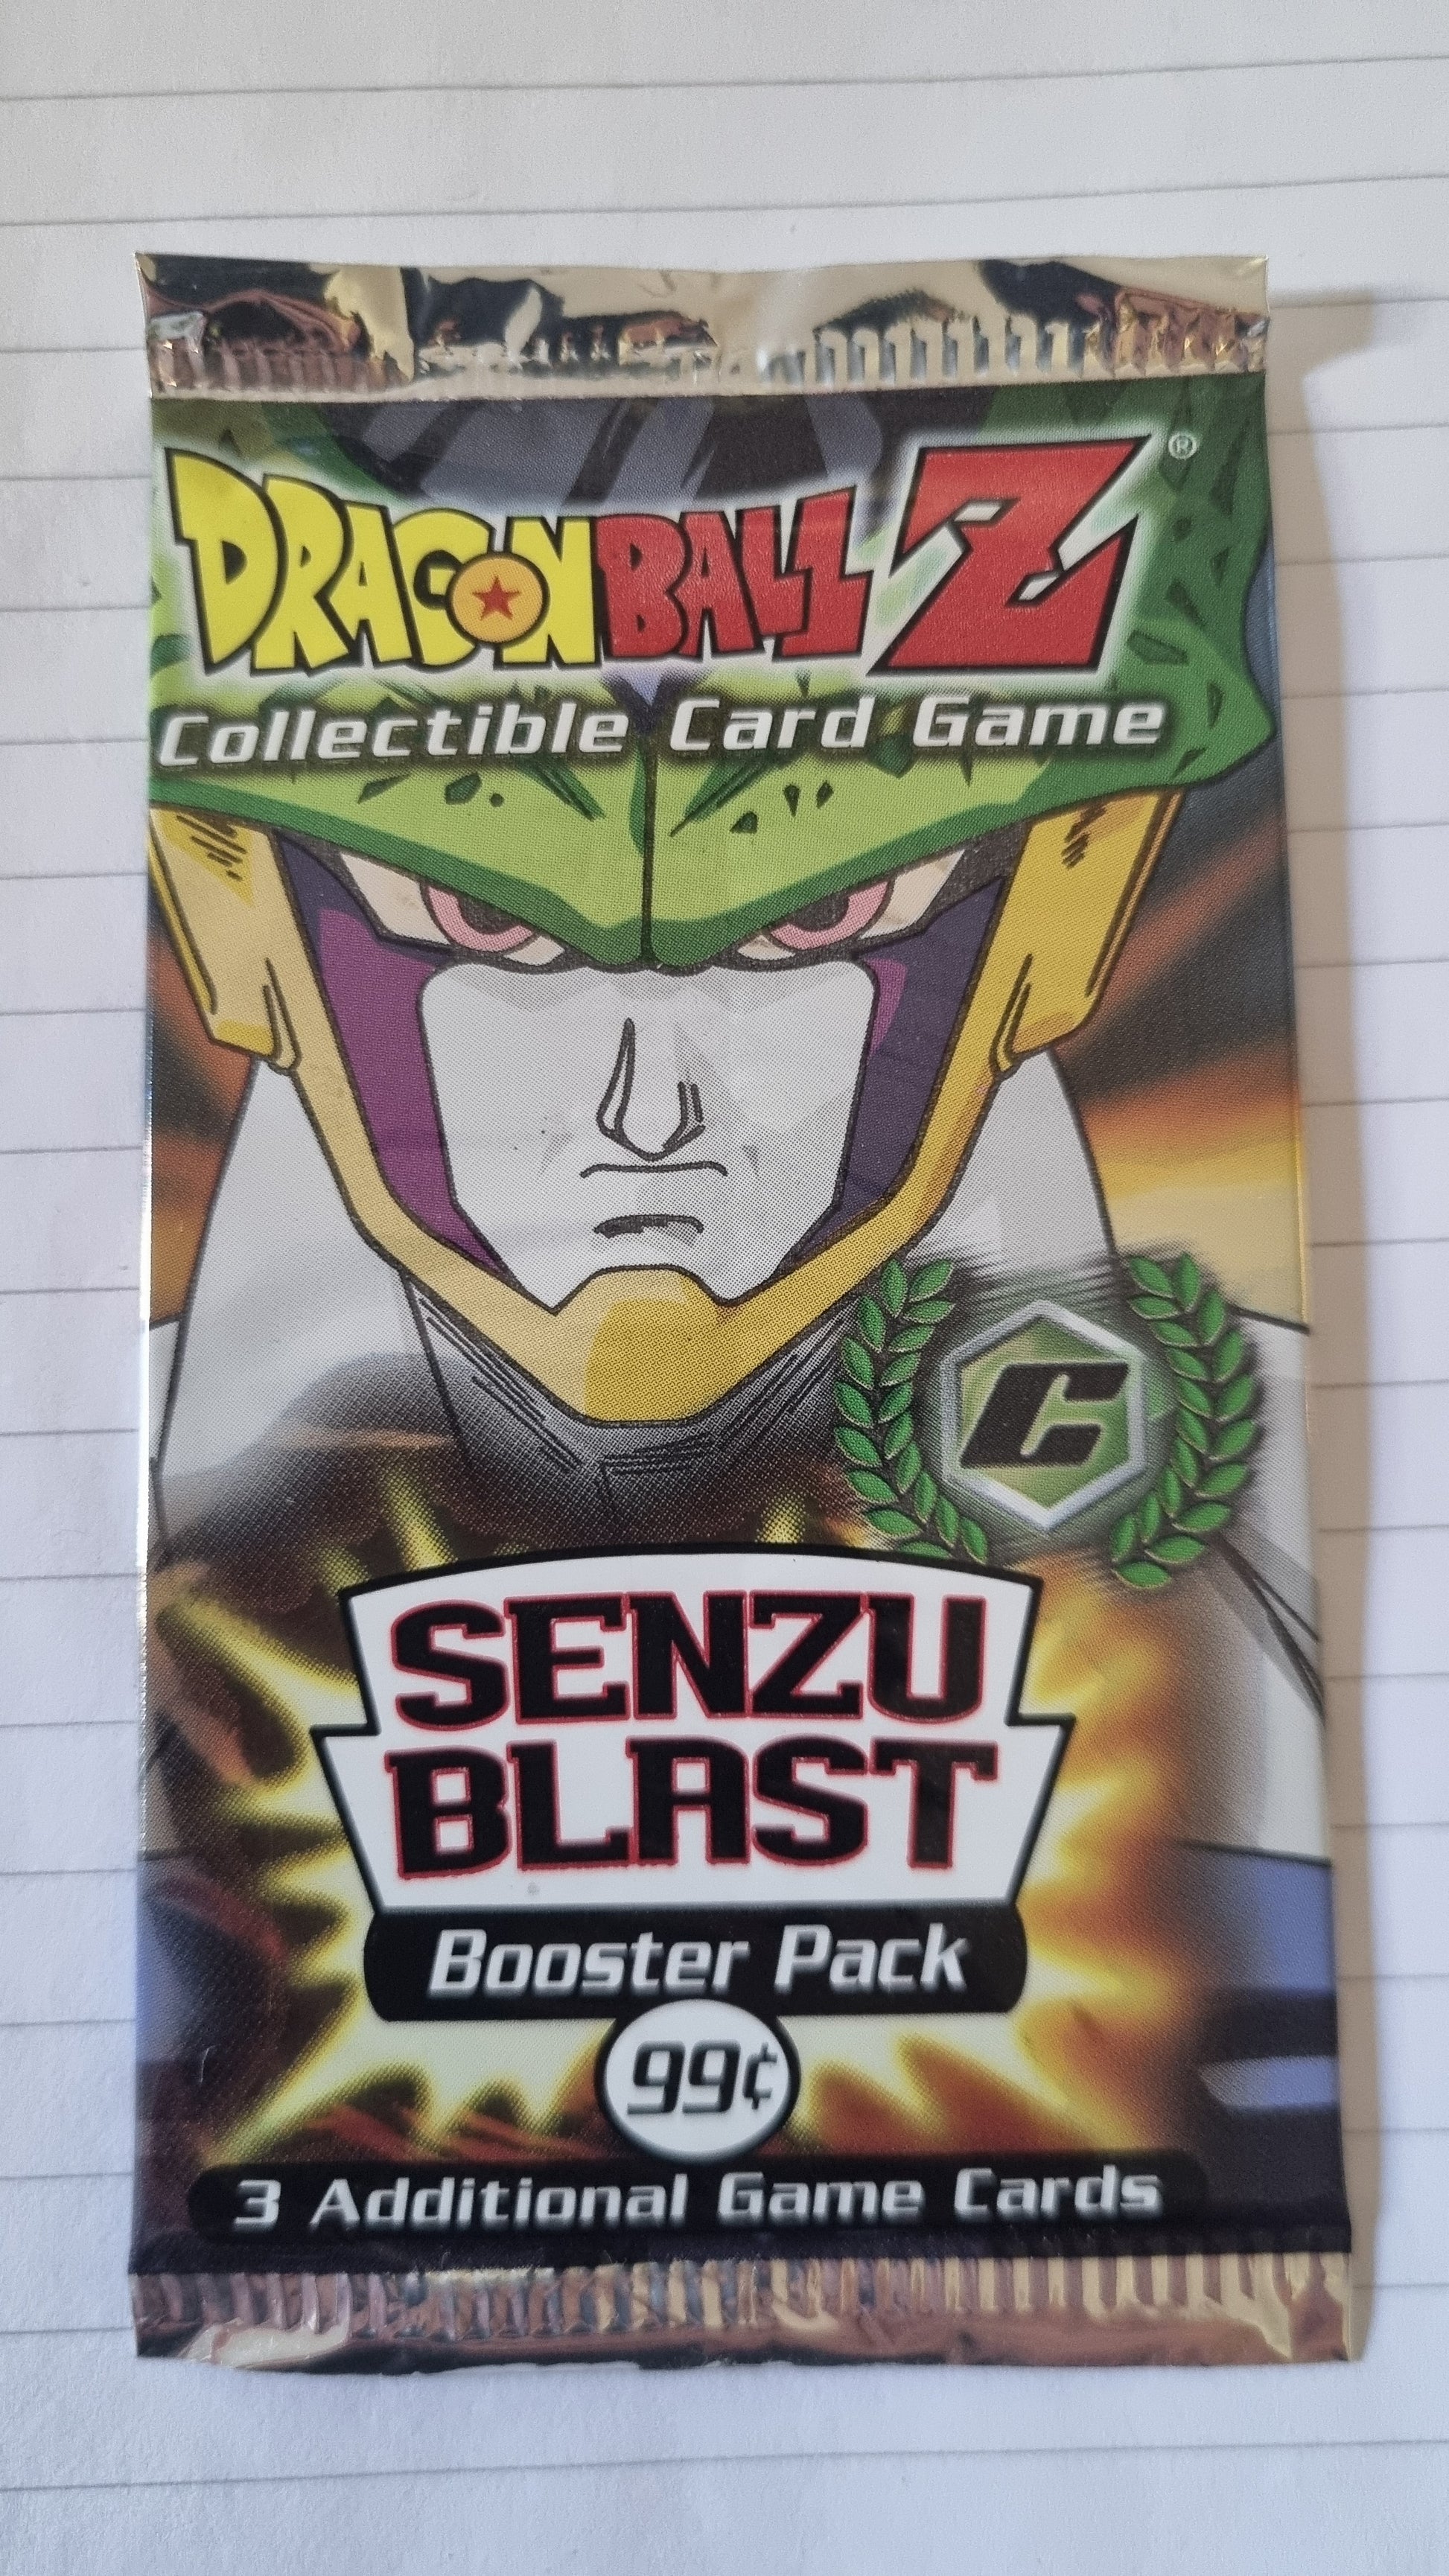 DRAGONBALL Z ®
Collectible Card Game
C
SENZU
BLAST
Booster Pack
99¢
3 Additional Game Cards